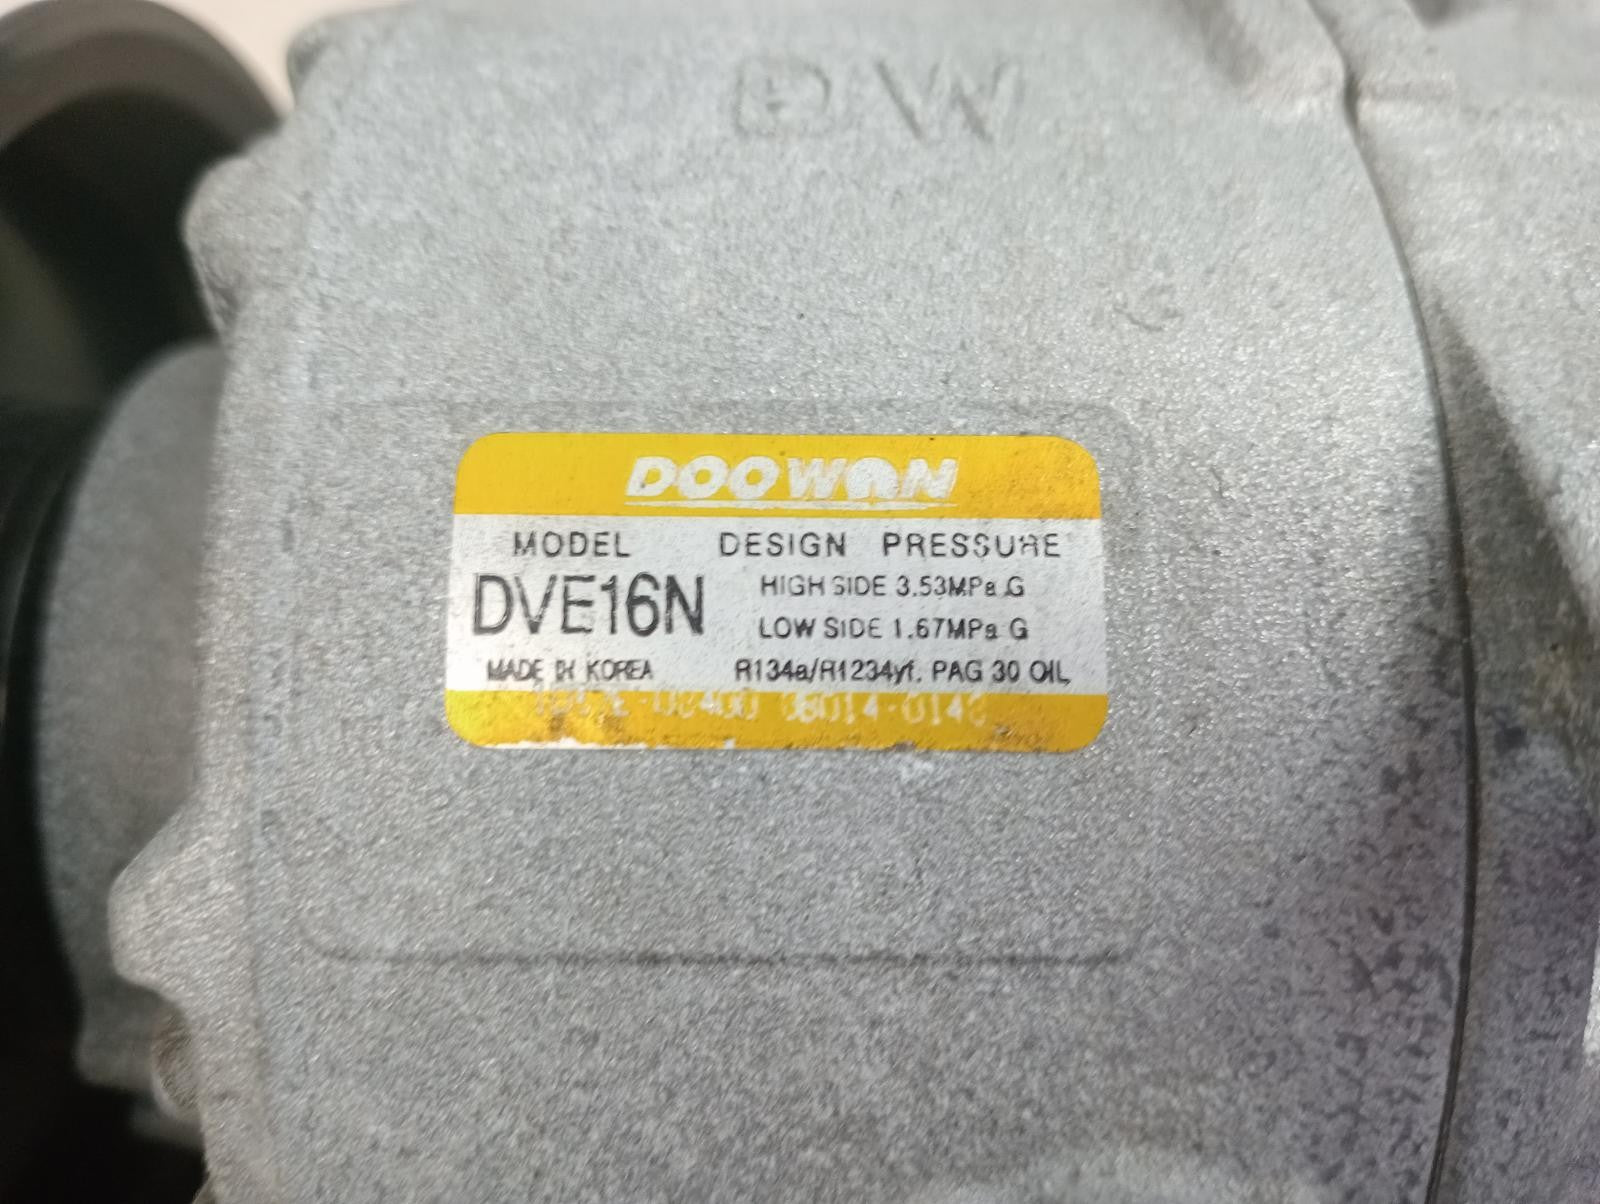 DW
DOOWON
MODEL DESIGN PRESSURE
DVE16N HIGH SIDE 3.53MPa.G
LOW SIDE 1.67MPa G
MADE IN KOREA R134a/R1234yf. PAG 30 OIL